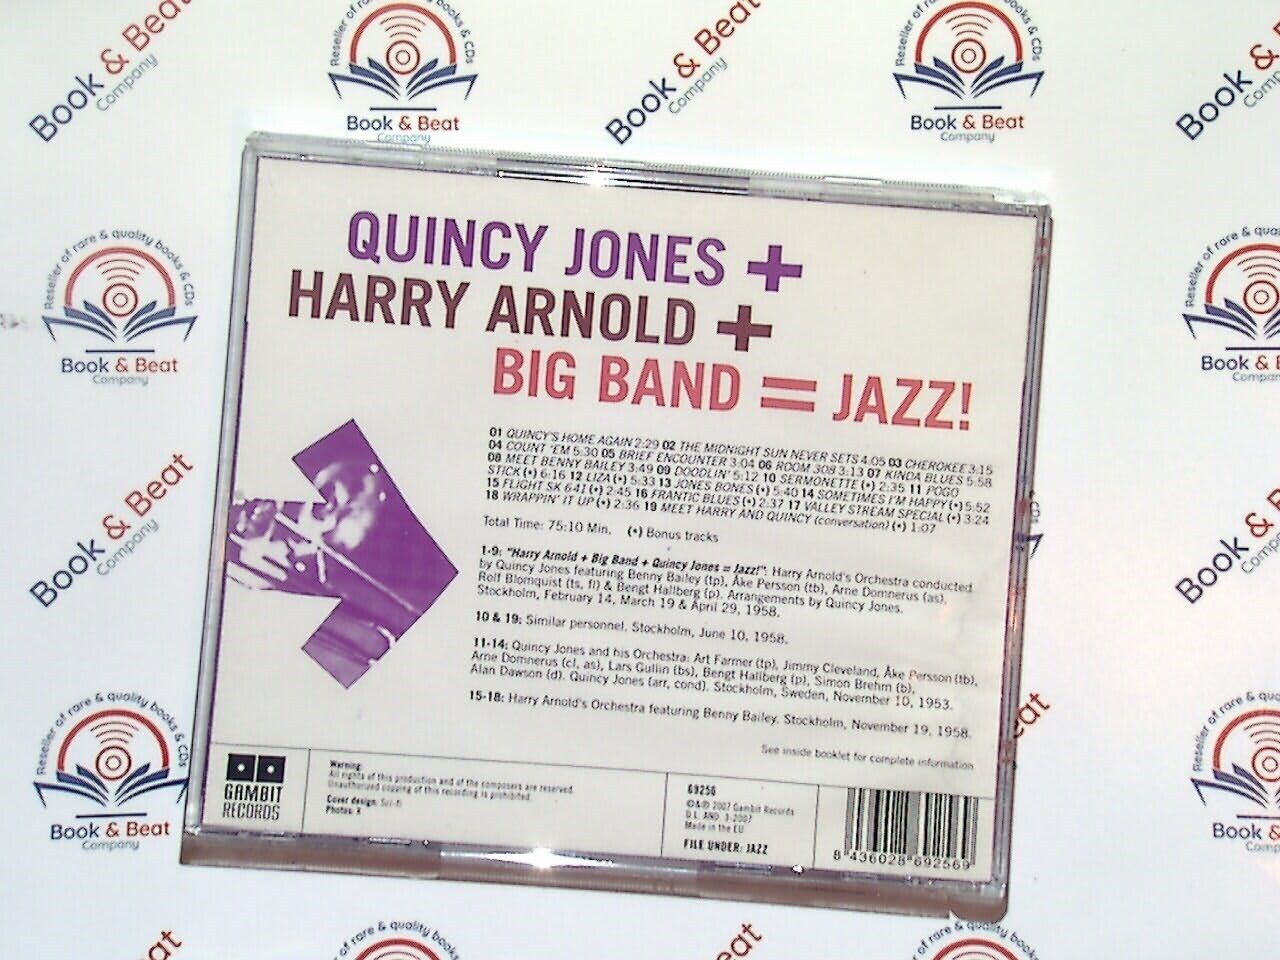 QUINCY JONES +
HARRY ARNOLD +
BIG BAND = JAZZ!
01 QUINCY'S HOME AGAIN 2:29 02 THE MIDNIGHT SUN NEVER SETS 4:05 03 CHEROKEE 3:15
04 COUNT 'EM 5:30 05 BRIEF ENCOUNTER 3:04 06 ROOM 308 3:13 07 KINDA BLUES 5:58
08 MEET BENNY BAILEY 3:49 09 DOODLIN' 5:12 10 SERMONETTE (•) 2:35 11 POGO
STICK (•) 6:16 12 LIZA (•) 5:33 13 JONES BONES (•) 5:40 14 SOMETIMES I'M HAPPY (•) 5:52
15 FLIGHT SK 641 (•) 2:45 16 FRANTIC BLUES (•) 2:37 17 VALLEY STREAM SPECIAL (•) 3:24
18 WRAPPIN' IT UP (•) 2:36 19 MEET HARRY AND QUINCY (conversation) (•) 1:07
Total Time: 75:10 Min. (•) Bonus tracks
1-9: "Harry Arnold + Big Band + Quincy Jones = Jazz!": Harry Arnold's Orchestra conducted
by Quincy Jones featuring Benny Bailey (tp), Åke Persson (tb), Arne Domnerus (as),
Rolf Blomquist (ts, fl) & Bengt Hallberg (p). Arrangements by Quincy Jones.
Stockholm, February 14, March 19 & April 29, 1958.
10 & 19: Similar personnel. Stockholm, June 10, 1958.
11-14: Quincy Jones and his Orchestra: Art Farmer (tp), Jimmy Cleveland, Åke Persson (tb),
Arne Domnerus (cl, as), Lars Gullin (bs), Bengt Hallberg (p), Simon Brehm (b),
Alan Dawson (d). Quincy Jones (arr, cond). Stockholm, Sweden, November 10, 1953.
15-18: Harry Arnold's Orchestra featuring Benny Bailey. Stockholm, November 19, 1958.
See inside booklet for complete information
GAMBIT
RECORDS
Warning:
All rights of this production and of the composers are reserved.
Unauthorized copying of this recording is prohibited.
Cover design: Sci-fi
Photos: X
69256
©&℗ 2007 Gambit Records
D.L. AND. 3-2007
Made in the EU
FILE UNDER: JAZZ
8 436028 692569
Reseller of rare & quality books & CDs
Book & Beat
Company